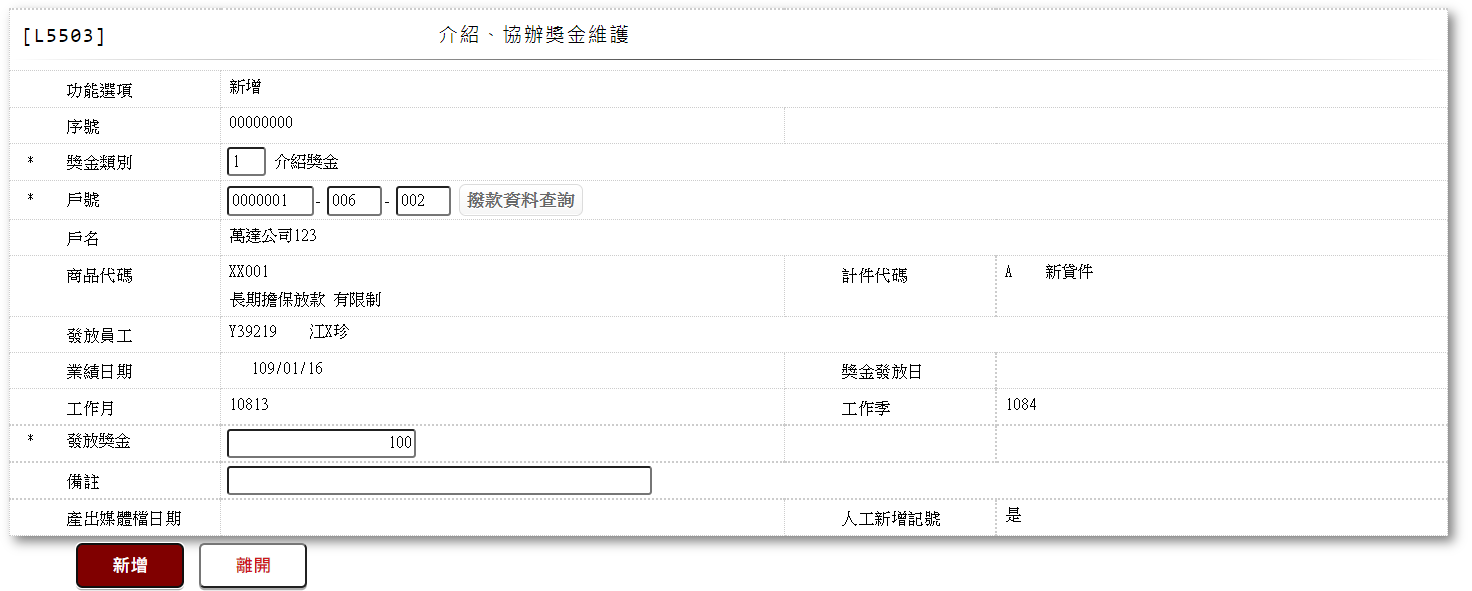 [L5503] 介紹、協辦獎金維護
功能選項 新增
序號 00000000
* 獎金類別 1 介紹獎金
* 戶號 0000001 - 006 - 002 撥款資料查詢
戶名 萬達公司123
商品代碼 XX001 計件代碼 A 新貸件
長期擔保放款 有限制
發放員工 Y39219 江X珍
業績日期 109/01/16 獎金發放日
工作月 10813 工作季 1084
* 發放獎金 100
備註
產出媒體檔日期 人工新增記號 是
新增 離開